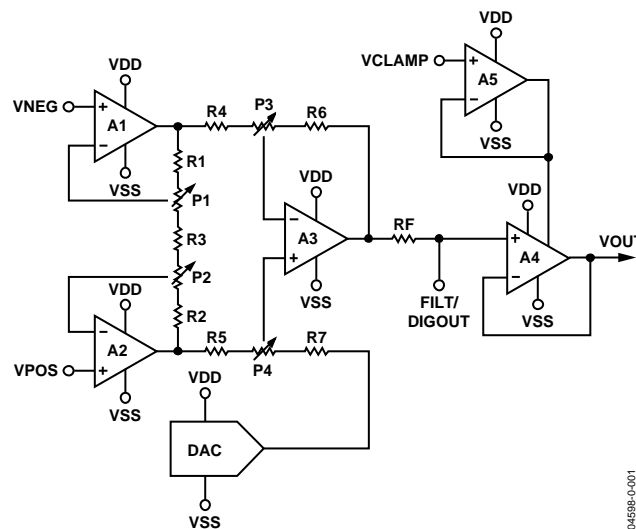 VDD
VCLAMP
A5
VSS
VDD
VNEG
A1
VSS
R4
P3
R6
R1
P1
R3
P2
R2
VDD
A3
VSS
RF
FILT/
DIGOUT
VDD
A4
VSS
VOUT
VDD
A2
VPOS
VSS
R5
P4
R7
VDD
DAC
VSS
04598-0-001